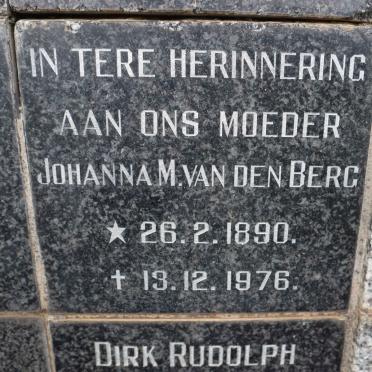 IN TERE HERINNERING
AAN ONS MOEDER
JOHANNA M. VAN DEN BERG
★ 26.2.1890.
✝ 13.12.1976.
DIRK RUDOLPH